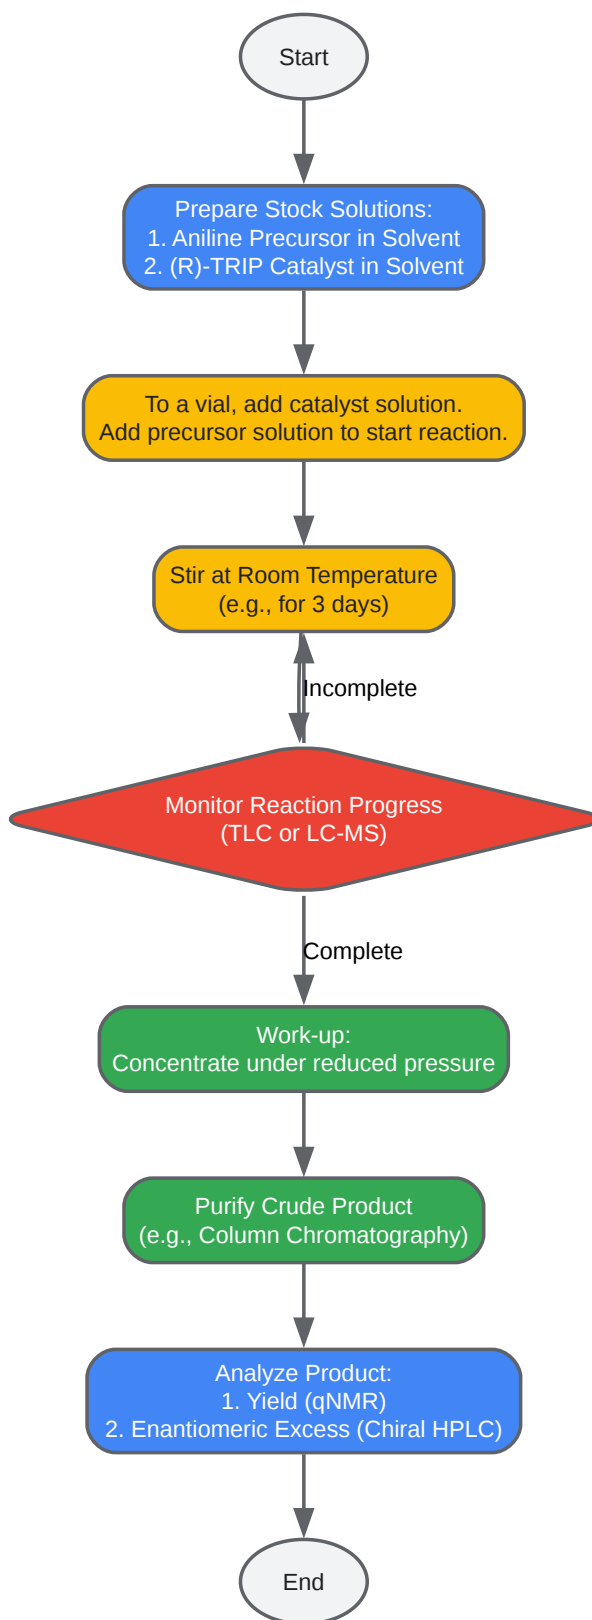 Start
Prepare Stock Solutions:
1. Aniline Precursor in Solvent
2. (R)-TRIP Catalyst in Solvent
To a vial, add catalyst solution.
Add precursor solution to start reaction.
Stir at Room Temperature
(e.g., for 3 days)
Incomplete
Monitor Reaction Progress
(TLC or LC-MS)
Complete
Work-up:
Concentrate under reduced pressure
Purify Crude Product
(e.g., Column Chromatography)
Analyze Product:
1. Yield (qNMR)
2. Enantiomeric Excess (Chiral HPLC)
End